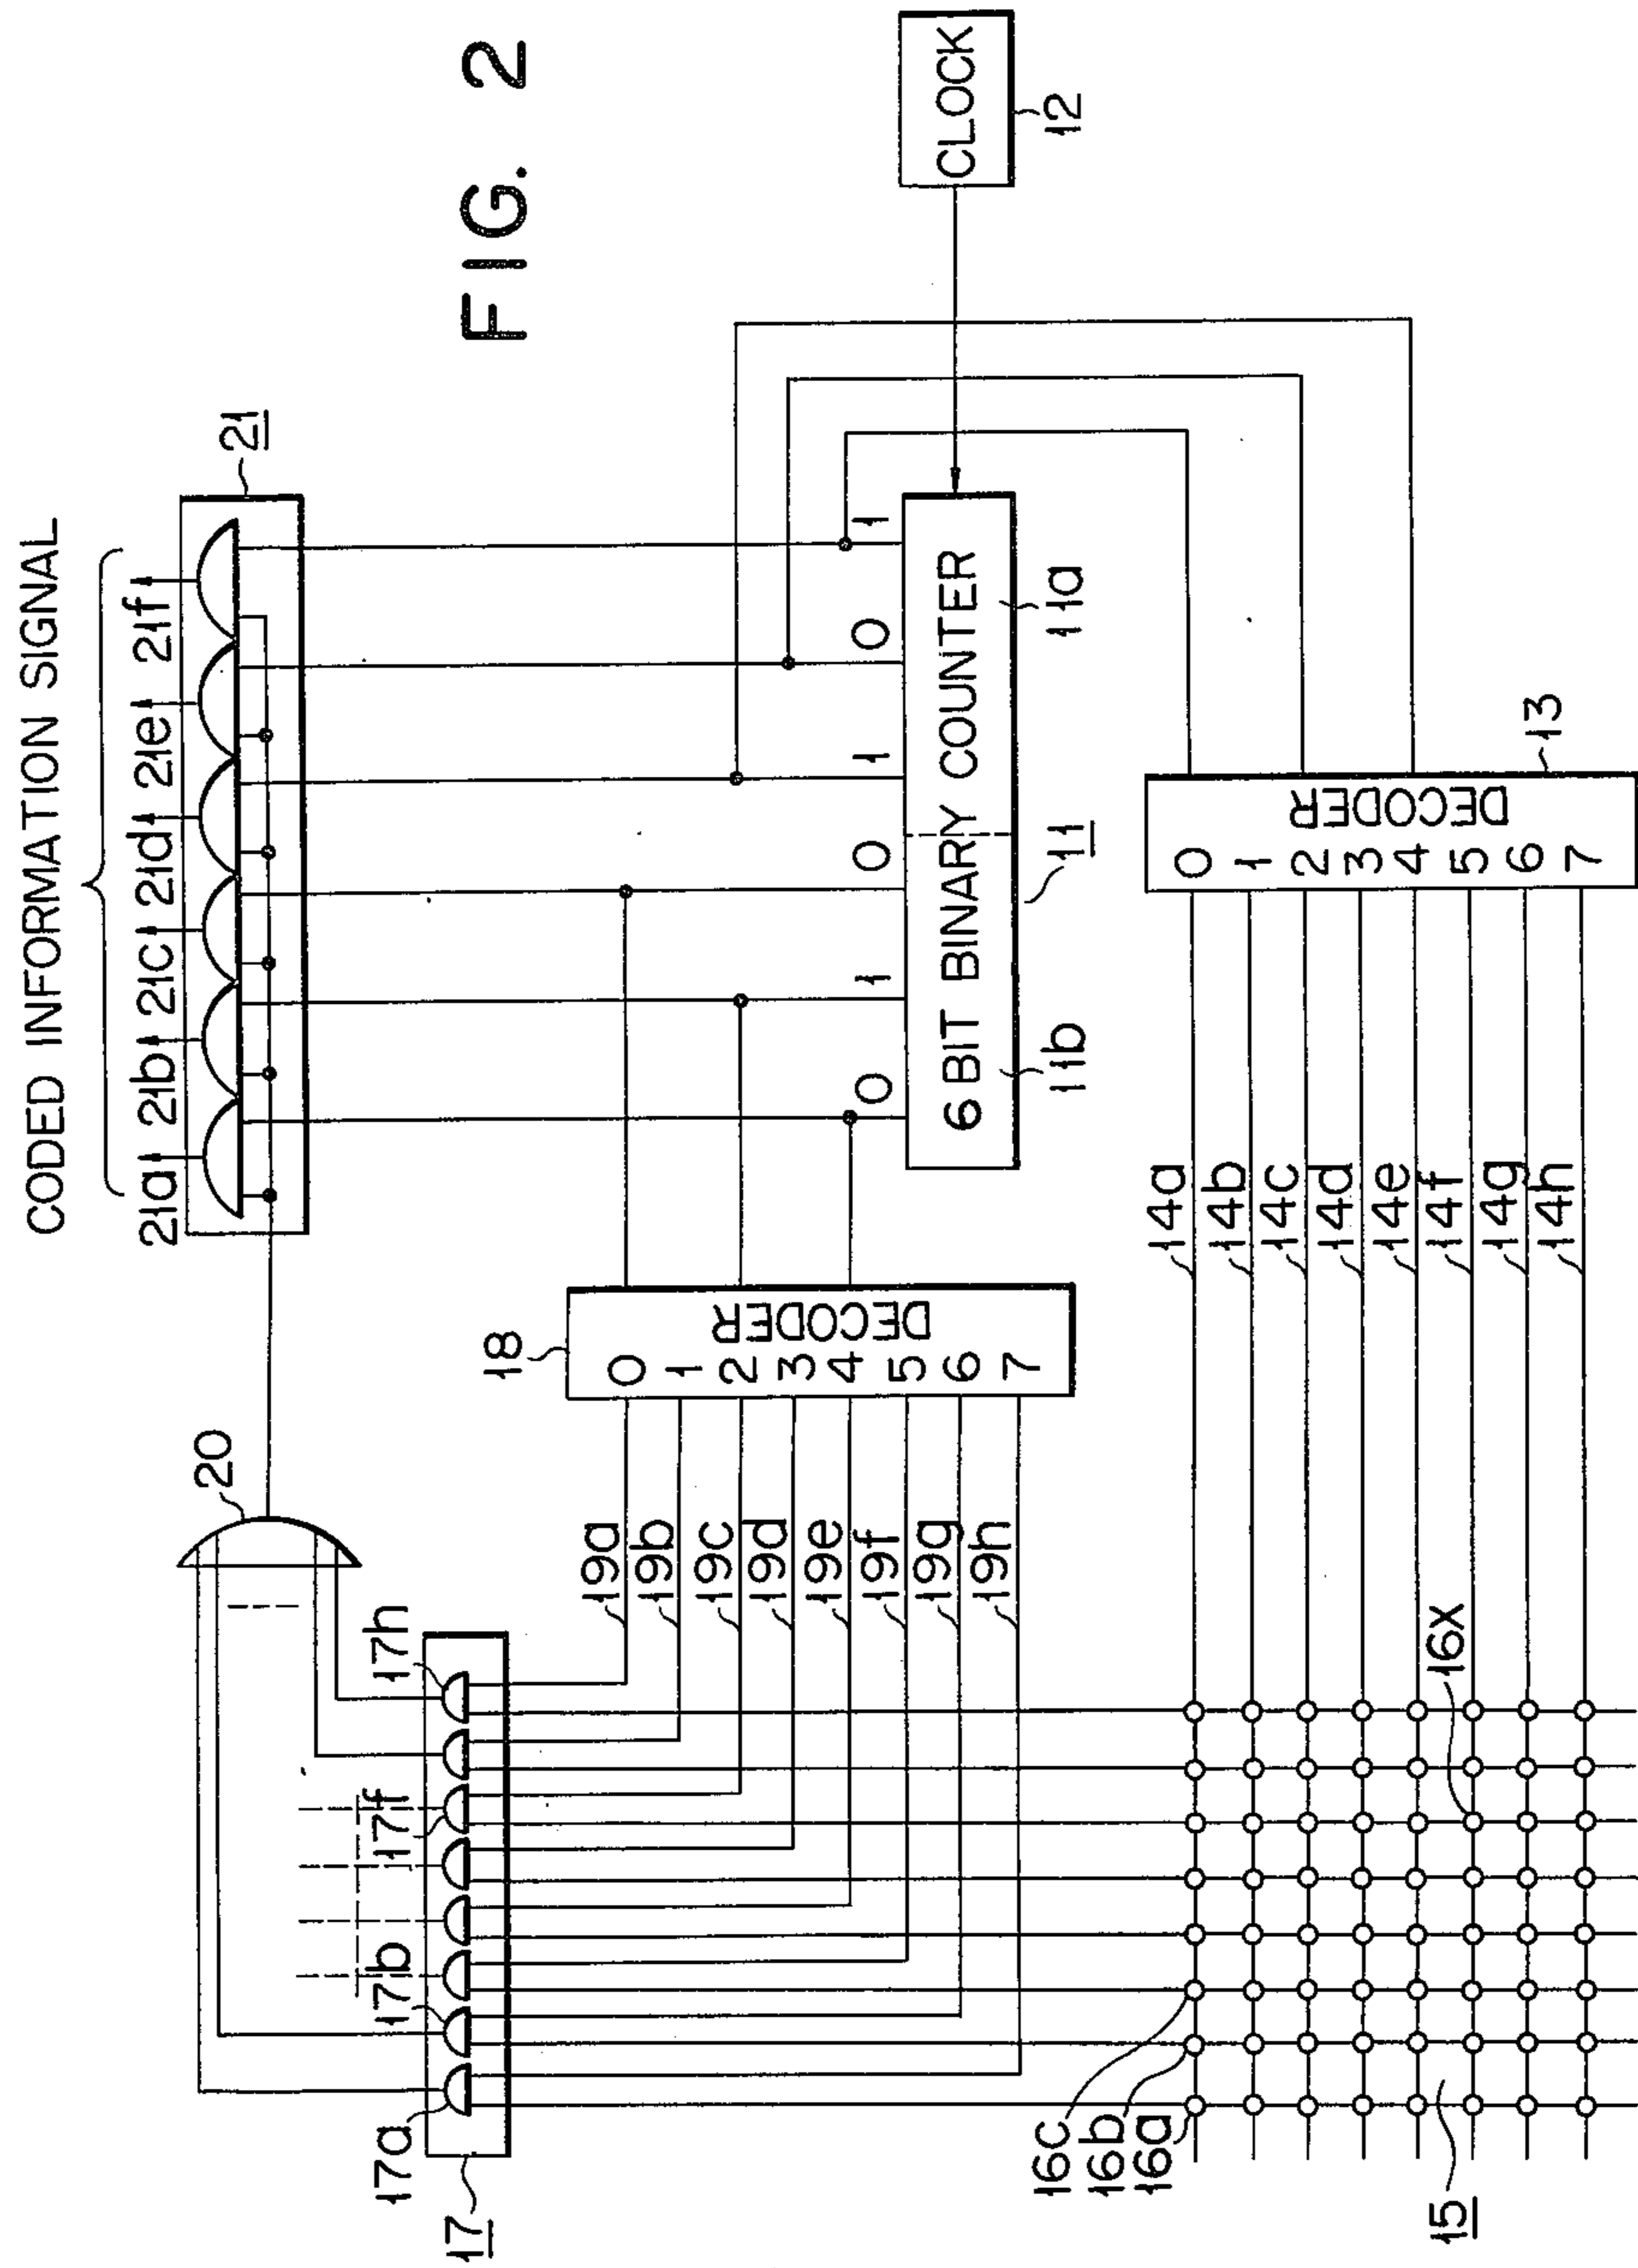 FIG. 2
CODED INFORMATION SIGNAL
21a 21b 21c 21d 21e 21f
21
20
17h
17f
17b
17a
17
18
DECODER
0
1
2
3
4
5
6
7
19a
19b
19c
19d
19e
19f
19g
19h
0 1 0 1 0 1
6 BIT BINARY COUNTER
11b
11
11a
CLOCK
12
DECODER
13
0
1
2
3
4
5
6
7
14a
14b
14c
14d
14e
14f
14g
14h
16c
16b
16a
16X
15